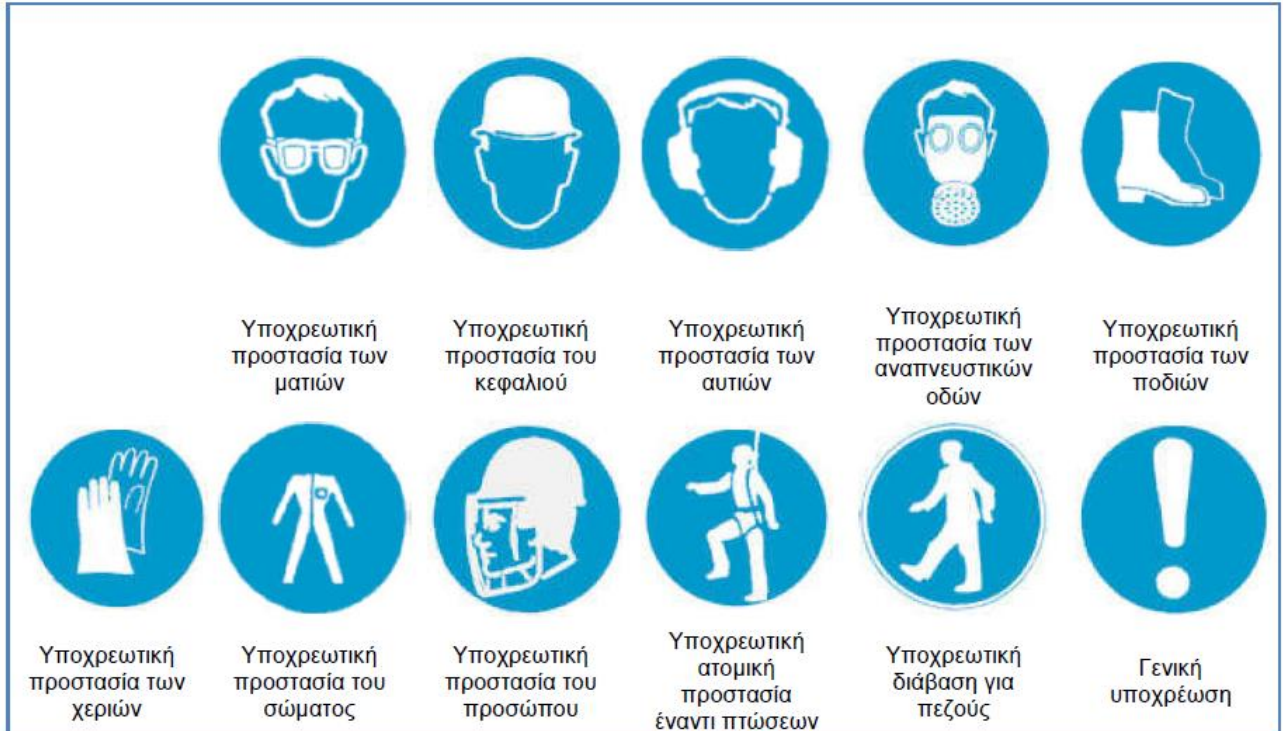 Υποχρεωτική
προστασία των
ματιών
Υποχρεωτική
προστασία του
κεφαλιού
Υποχρεωτική
προστασία των
αυτιών
Υποχρεωτική
προστασία των
αναπνευστικών
οδών
Υποχρεωτική
προστασία των
ποδιών
Υποχρεωτική
προστασία των
χεριών
Υποχρεωτική
προστασία του
σώματος
Υποχρεωτική
προστασία του
προσώπου
Υποχρεωτική
ατομική
προστασία
έναντι πτώσεων
Υποχρεωτική
διάβαση για
πεζούς
Γενική
υποχρέωση